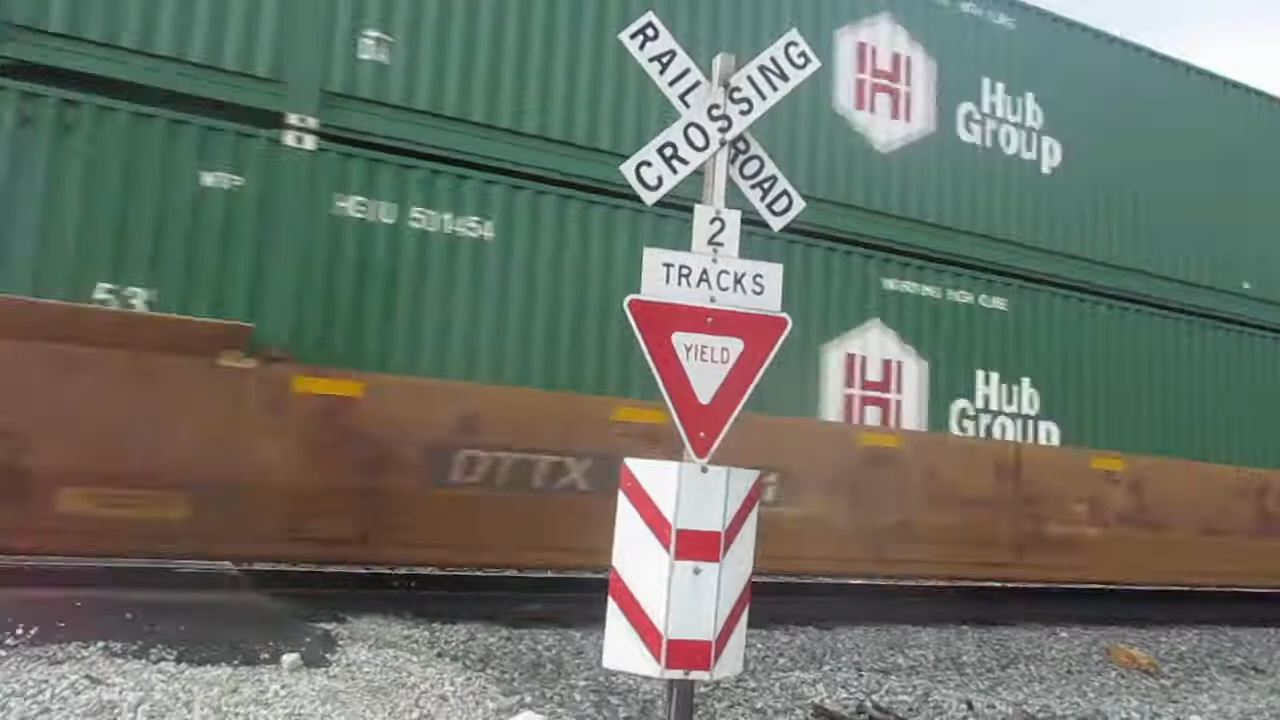 RAIL
ROAD
CROSSING
2
TRACKS
YIELD
Hub
Group
HGIU 501454
53'
Hub
Group
DTTX